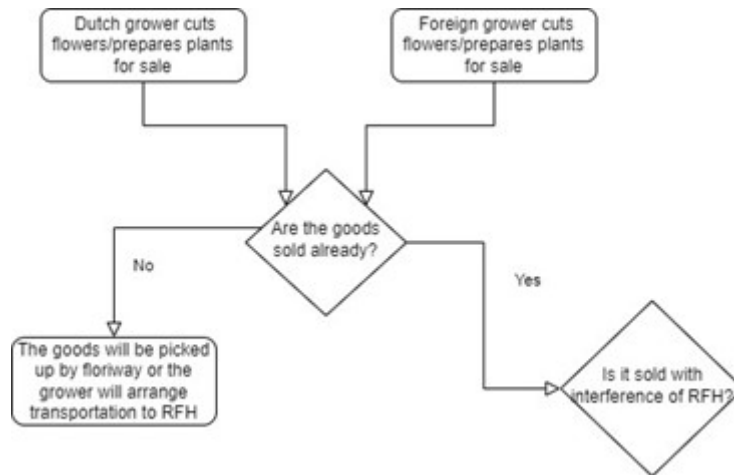 Dutch grower cuts
flowers/prepares plants
for sale
Foreign grower cuts
flowers/prepares plants
for sale
Are the goods
sold already?
No
Yes
The goods will be picked
up by floriway or the
grower will arrange
transportation to RFH
Is it sold with
interference of RFH?